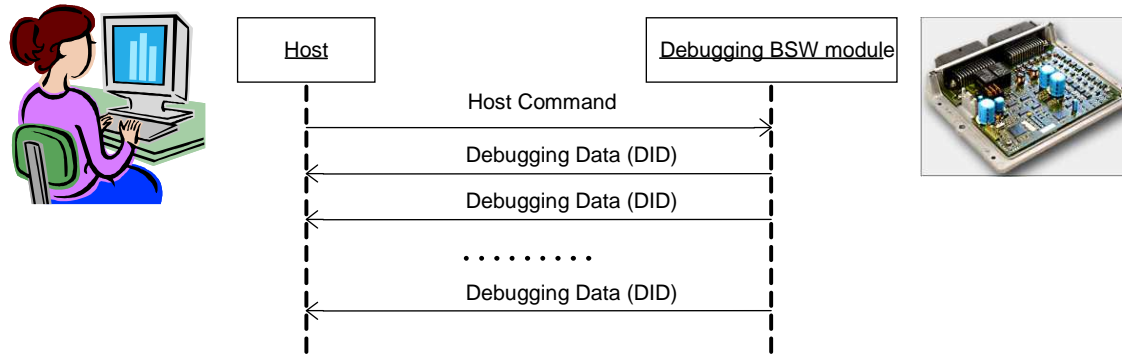 Host
Debugging BSW module
Host Command
Debugging Data (DID)
Debugging Data (DID)
. . . . . . . . .
Debugging Data (DID)